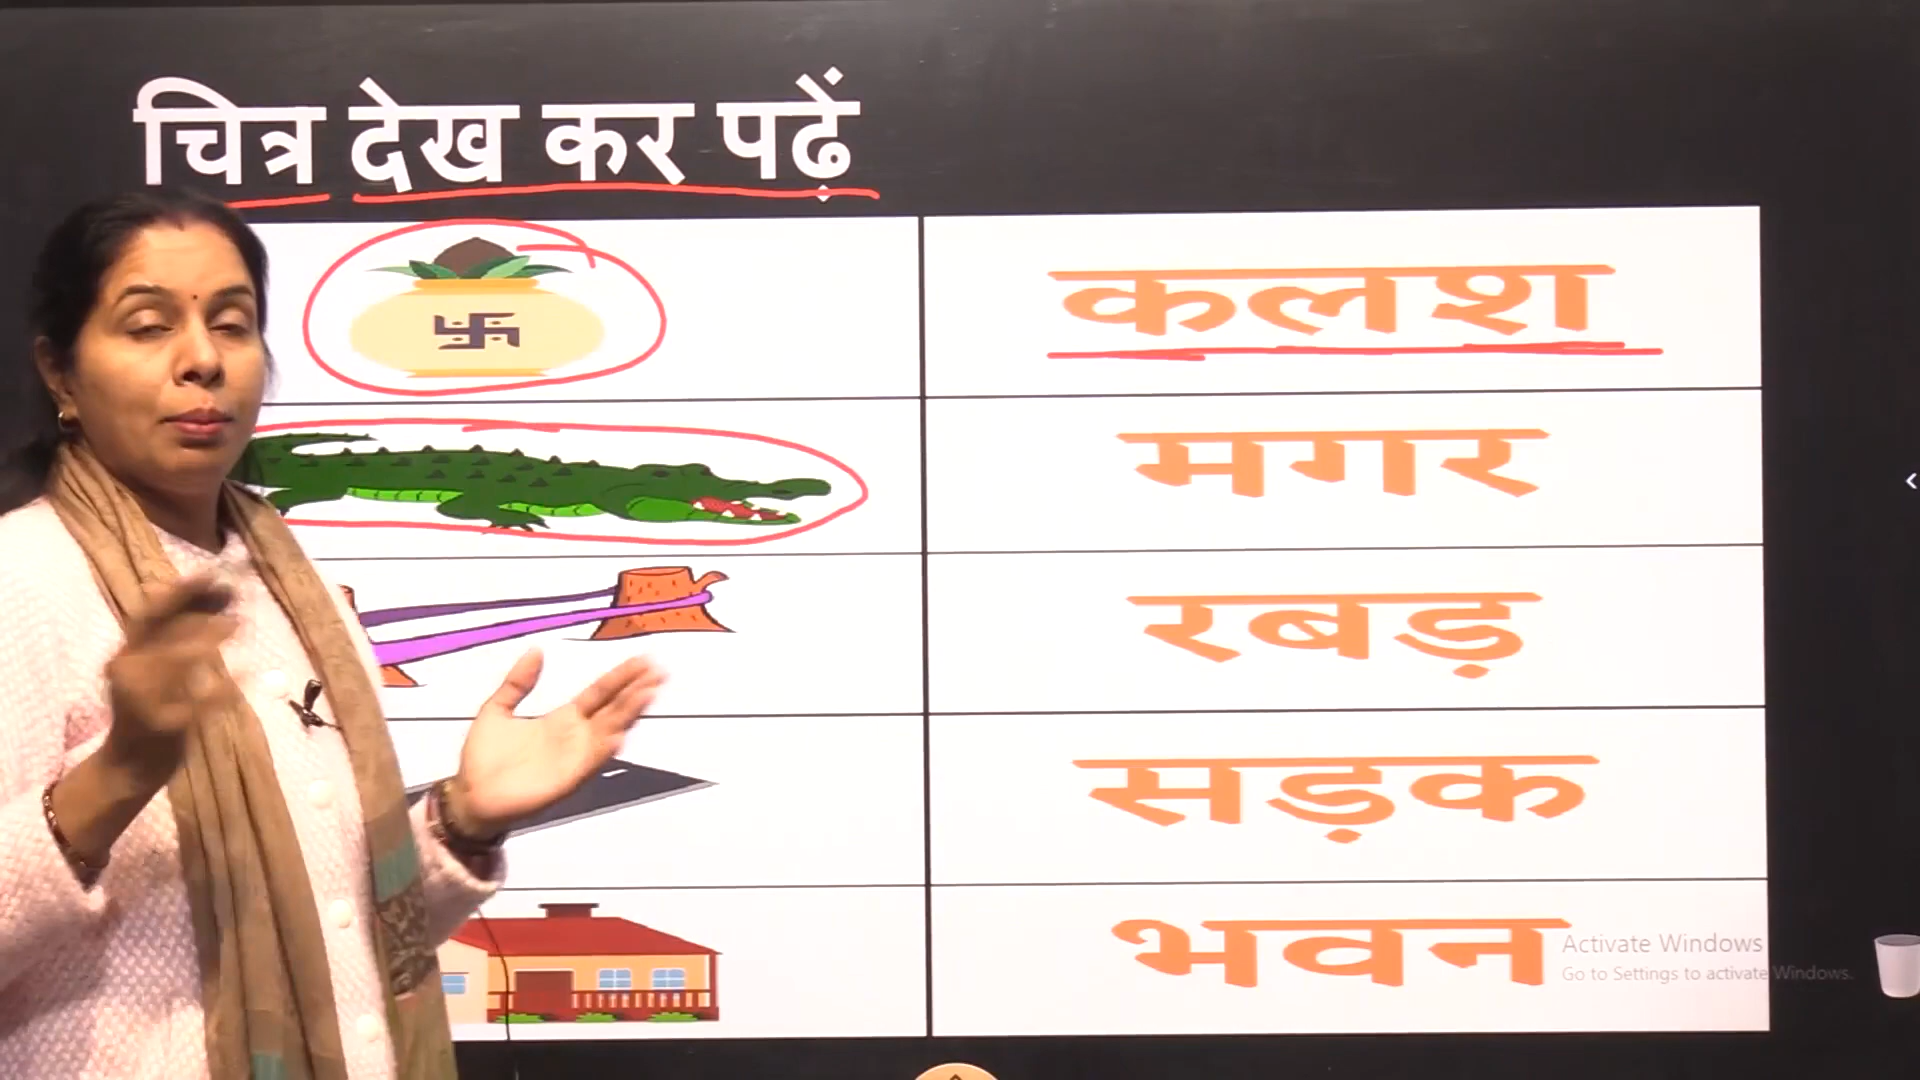 चित्र देख कर पढ़ें
कलश
मगर
रबड़
सड़क
भवन
Activate Windows
Go to Settings to activate Windows.